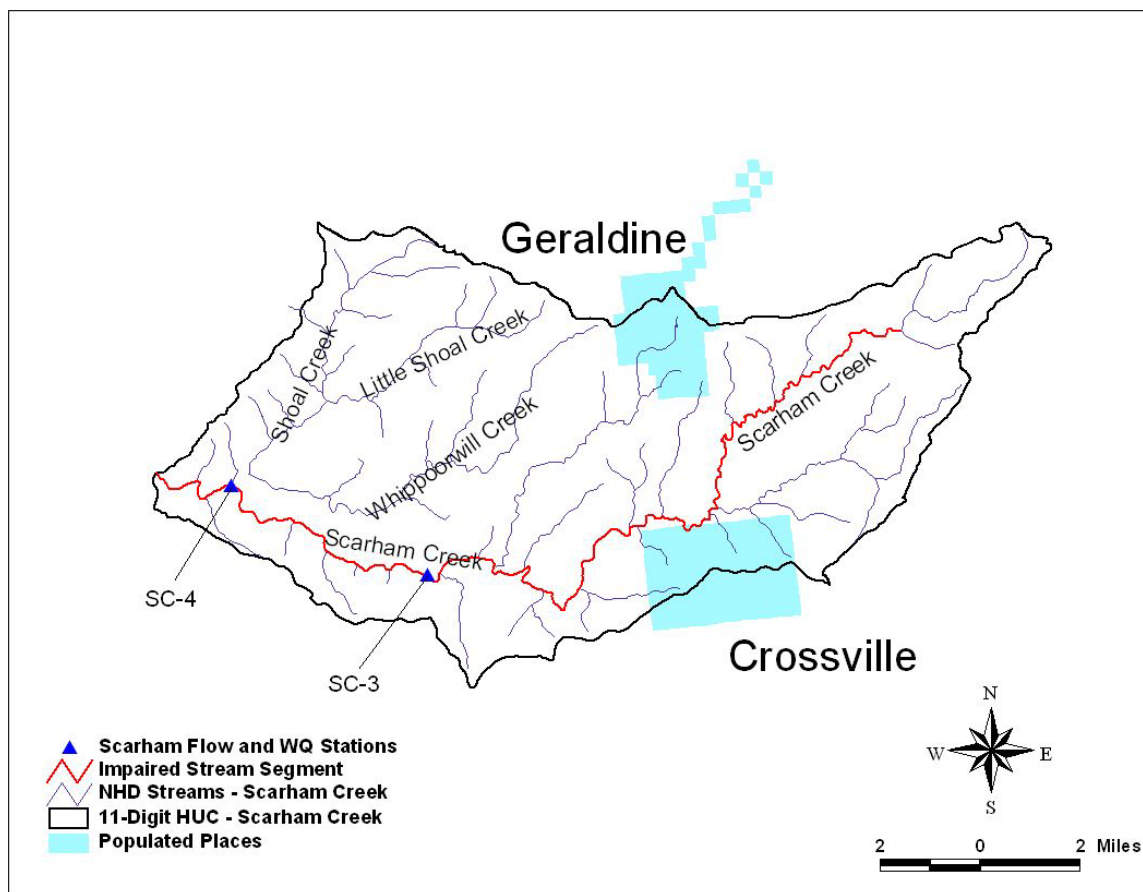 Geraldine
Shoal Creek
Little Shoal Creek
Whippoorwill Creek
Scarham Creek
Scarham Creek
SC-4
SC-3
Crossville
Scarham Flow and WQ Stations
Impaired Stream Segment
NHD Streams - Scarham Creek
11-Digit HUC - Scarham Creek
Populated Places
N
W E
S
2 0 2 Miles